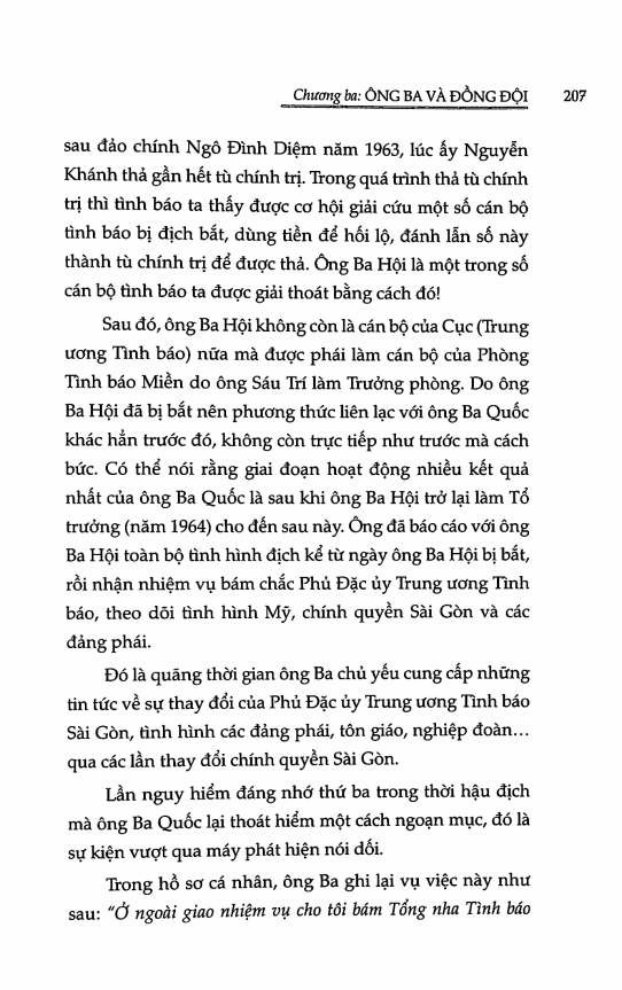 Chương ba: ÔNG BA VÀ ĐỒNG ĐỘI 207
sau đảo chính Ngô Đình Diệm năm 1963, lúc ấy Nguyễn
Khánh thả gần hết tù chính trị. Trong quá trình thả tù chính
trị thì tình báo ta thấy được cơ hội giải cứu một số cán bộ
tình báo bị địch bắt, dùng tiền để hối lộ, đánh lẫn số này
thành tù chính trị để được thả. Ông Ba Hội là một trong số
cán bộ tình báo ta được giải thoát bằng cách đó!
Sau đó, ông Ba Hội không còn là cán bộ của Cục (Trung
ương Tình báo) nữa mà được phái làm cán bộ của Phòng
Tình báo Miền do ông Sáu Trí làm Trưởng phòng. Do ông
Ba Hội đã bị bắt nên phương thức liên lạc với ông Ba Quốc
khác hẳn trước đó, không còn trực tiếp như trước mà cách
bức. Có thể nói rằng giai đoạn hoạt động nhiều kết quả
nhất của ông Ba Quốc là sau khi ông Ba Hội trở lại làm Tổ
trưởng (năm 1964) cho đến sau này. Ông đã báo cáo với ông
Ba Hội toàn bộ tình hình địch kể từ ngày ông Ba Hội bị bắt,
rồi nhận nhiệm vụ bám chắc Phủ Đặc ủy Trung ương Tình
báo, theo dõi tình hình Mỹ, chính quyền Sài Gòn và các
đảng phái.
Đó là quãng thời gian ông Ba chủ yếu cung cấp những
tin tức về sự thay đổi của Phủ Đặc ủy Trung ương Tình báo
Sài Gòn, tình hình các đảng phái, tôn giáo, nghiệp đoàn...
qua các lần thay đổi chính quyền Sài Gòn.
Lần nguy hiểm đáng nhớ thứ ba trong thời hậu địch
mà ông Ba Quốc lại thoát hiểm một cách ngoạn mục, đó là
sự kiện vượt qua máy phát hiện nói dối.
Trong hồ sơ cá nhân, ông Ba ghi lại vụ việc này như
sau: "Ở ngoài giao nhiệm vụ cho tôi bám Tổng nha Tình báo